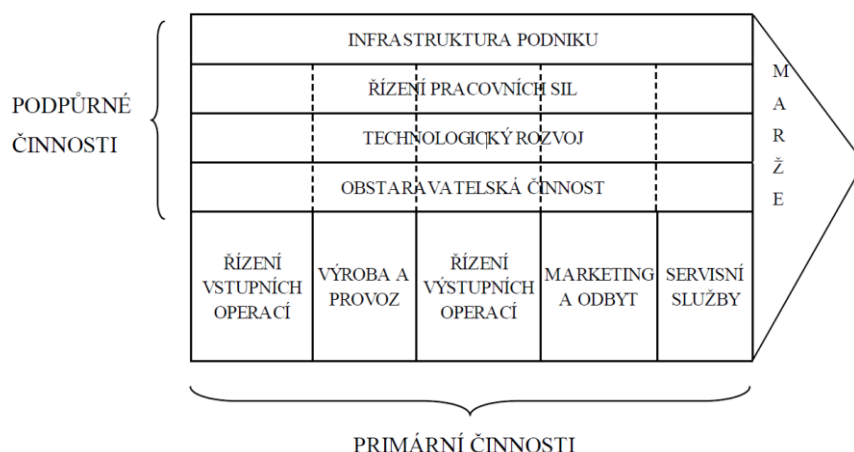 INFRASTRUKTURA PODNIKU
ŘÍZENÍ PRACOVNÍCH SIL
TECHNOLOGICKÝ ROZVOJ
OBSTARAVATELSKÁ ČINNOST
PODPŮRNÉ
ČINNOSTI
MARŽE
ŘÍZENÍ
VSTUPNÍCH
OPERACÍ
VÝROBA A
PROVOZ
ŘÍZENÍ
VÝSTUPNÍCH
OPERACÍ
MARKETING
A ODBYT
SERVISNÍ
SLUŽBY
PRIMÁRNÍ ČINNOSTI